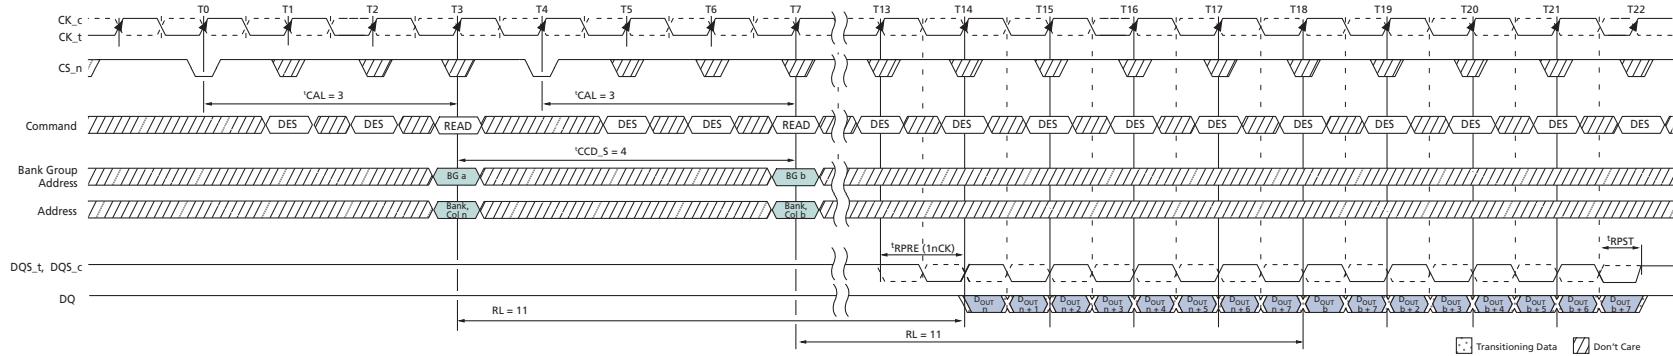 T0 T1 T2 T3 T4 T5 T6 T7 T13 T14 T15 T16 T17 T18 T19 T20 T21 T22
CK_c
CK_t
CS_n
tCAL = 3 tCAL = 3
Command DES DES READ DES DES READ DES DES DES DES DES DES DES DES DES DES
tCCD_S = 4
Bank Group
Address
BG a BG b
Address
Bank,
Col n
Bank,
Col b
tRPRE (1nCK) tRPST
DQS_t, DQS_c
DQ
DOUT
n
DOUT
n + 1
DOUT
n + 2
DOUT
n + 3
DOUT
n + 4
DOUT
n + 5
DOUT
n + 6
DOUT
n + 7
DOUT
b
DOUT
b + 7
DOUT
b + 2
DOUT
b + 3
DOUT
b + 4
DOUT
b + 5
DOUT
b + 6
DOUT
b + 7
RL = 11
RL = 11
Transitioning Data Don't Care